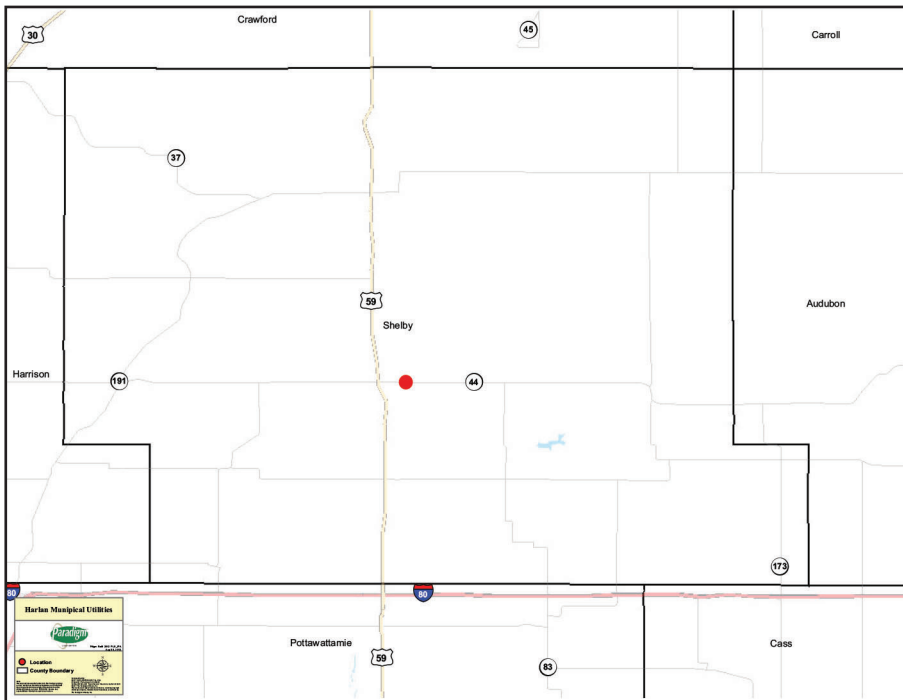 Crawford
30
45
Carroll
37
59
Shelby
Audubon
Harrison
191
44
173
80
80
Harlan Manipical Utilities
Paradigm
Pottawattamie
59
Cass
83
Location
County Boundary